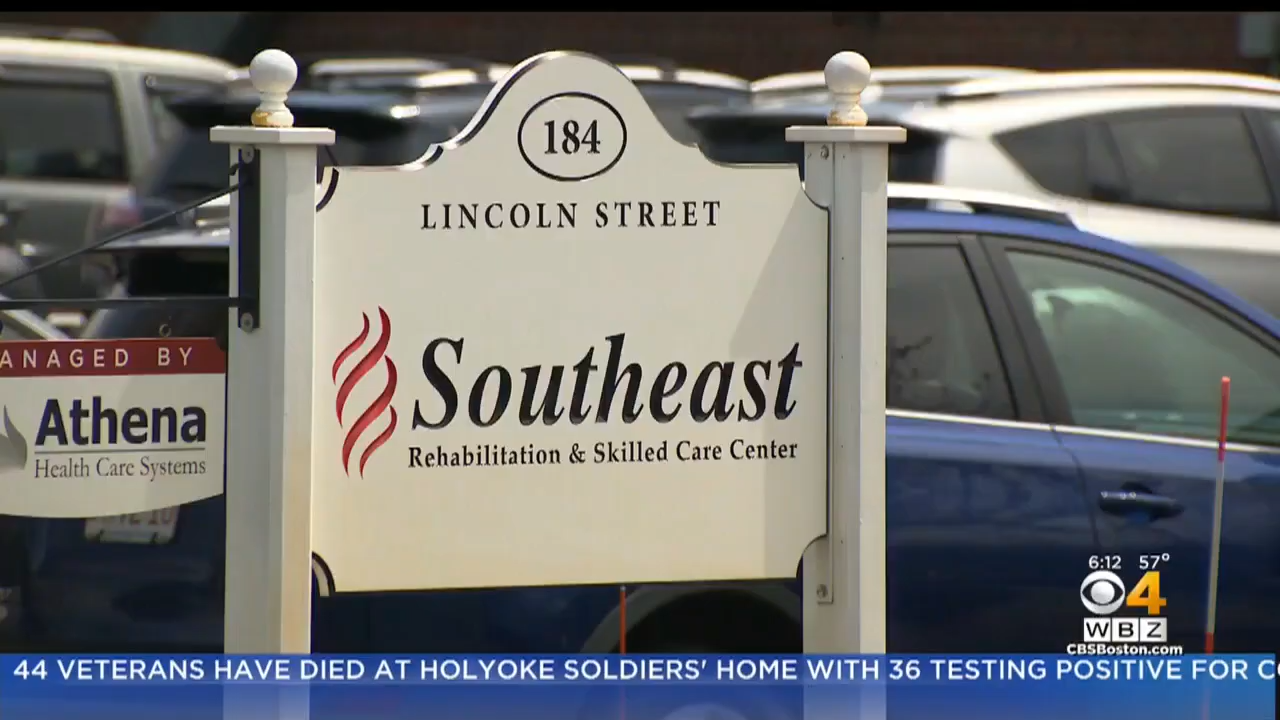 184
LINCOLN STREET
Southeast
Rehabilitation & Skilled Care Center
ANAGED BY
Athena
Health Care Systems
6:12 57°
4
WBZ
CBSBoston.com
44 VETERANS HAVE DIED AT HOLYOKE SOLDIERS' HOME WITH 36 TESTING POSITIVE FOR C